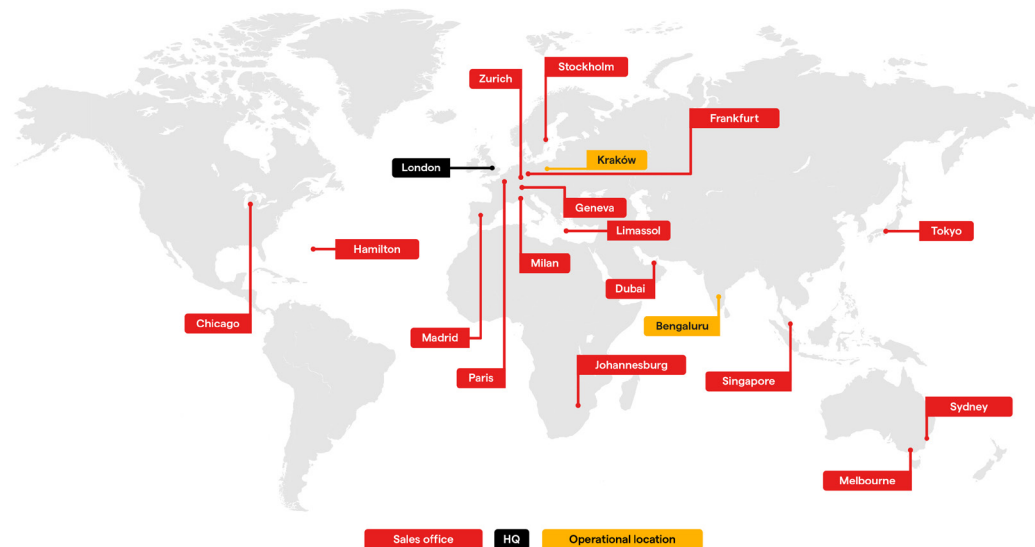 Stockholm
Zurich
Frankfurt
London
Kraków
Geneva
Limassol
Tokyo
Hamilton
Milan
Dubai
Chicago
Bengaluru
Madrid
Johannesburg
Paris
Singapore
Sydney
Melbourne
Sales office
HQ
Operational location